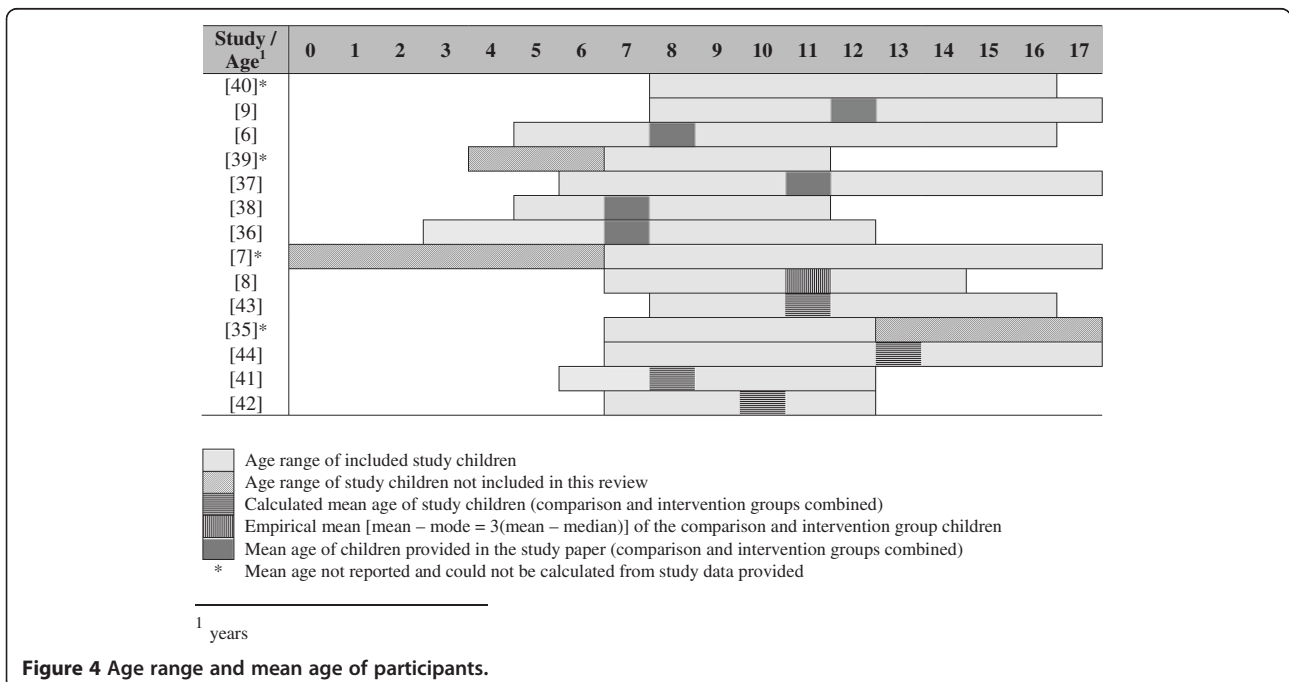 Study / Age¹ 0 1 2 3 4 5 6 7 8 9 10 11 12 13 14 15 16 17
[40]*
[9]
[6]
[39]*
[37]
[38]
[36]
[7]*
[8]
[43]
[35]*
[44]
[41]
[42]
Age range of included study children
Age range of study children not included in this review
Calculated mean age of study children (comparison and intervention groups combined)
Empirical mean [mean – mode = 3(mean – median)] of the comparison and intervention group children
Mean age of children provided in the study paper (comparison and intervention groups combined)
* Mean age not reported and could not be calculated from study data provided
¹ years
Figure 4 Age range and mean age of participants.